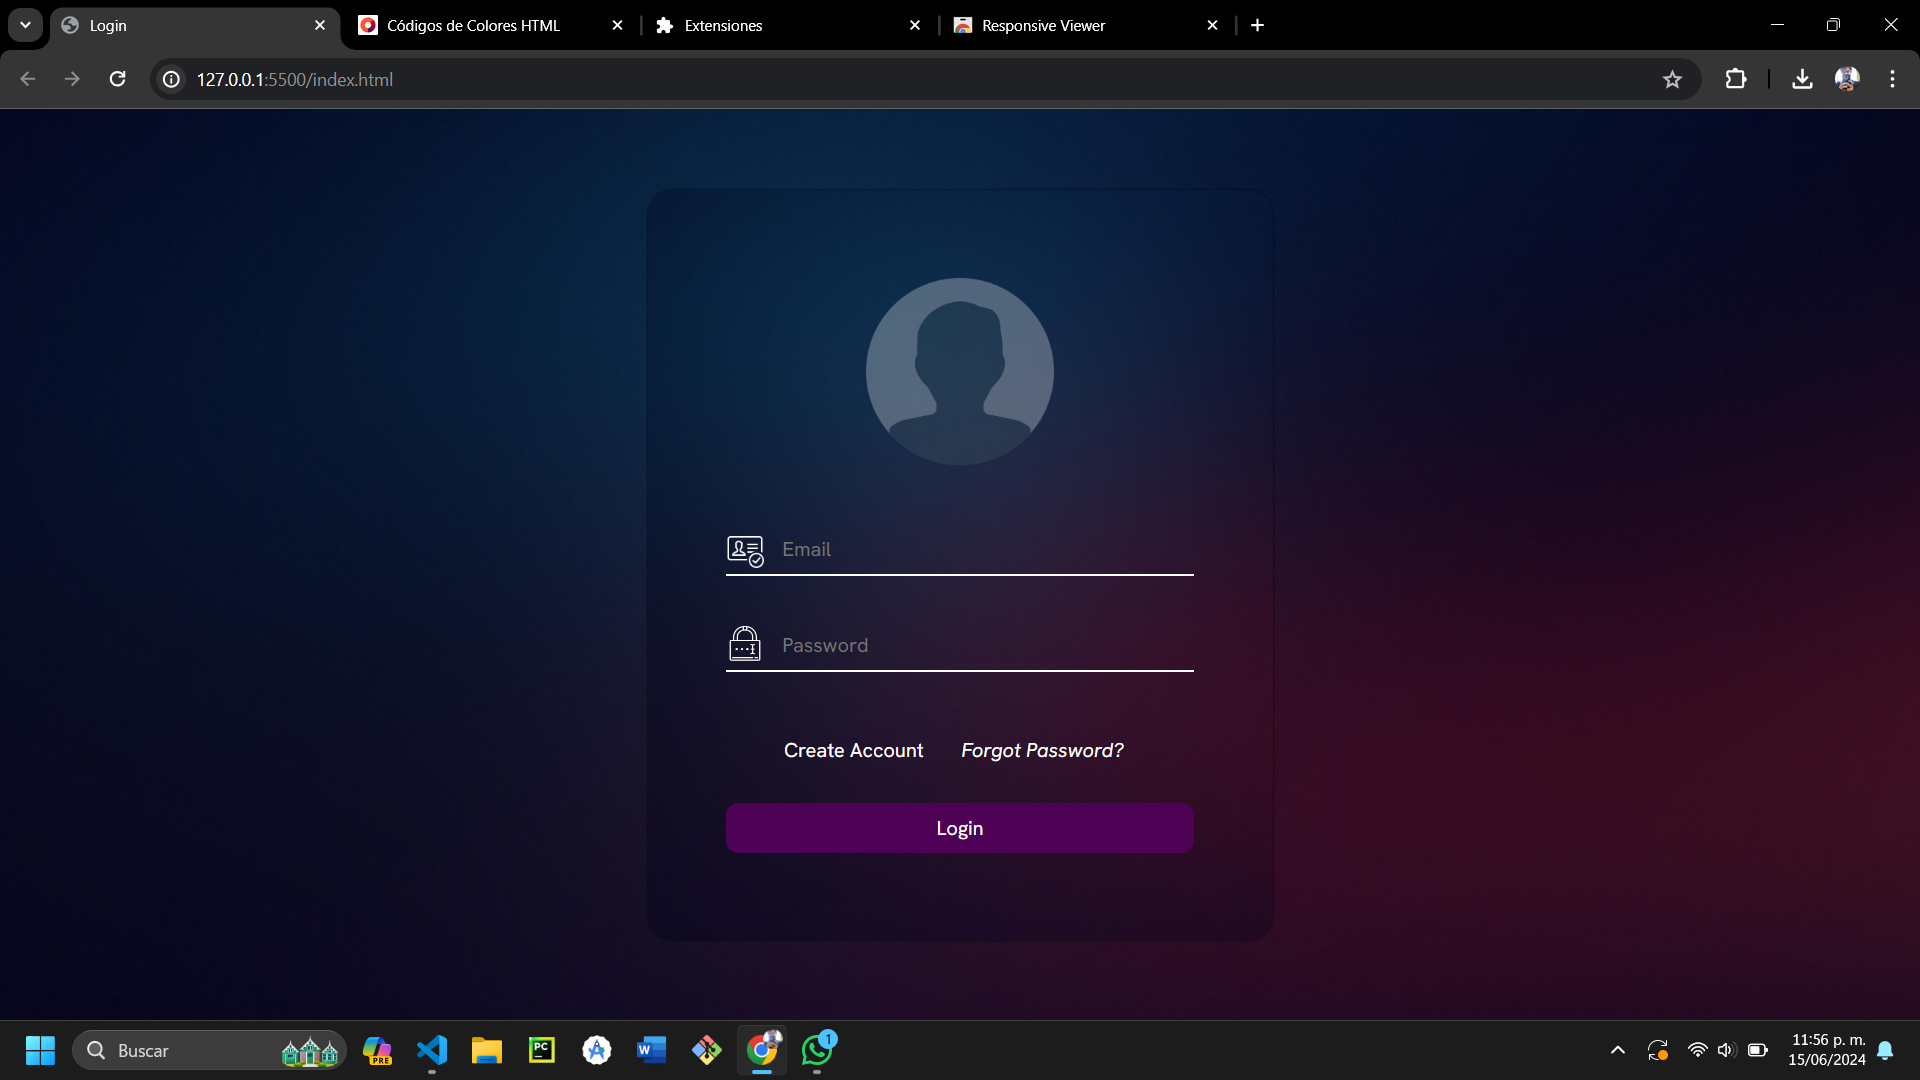 Login
Códigos de Colores HTML
Extensiones
Responsive Viewer
127.0.0.1:5500/index.html
Email
Password
Create Account
Forgot Password?
Login
Buscar
PRE
PC
W
1
11:56 p. m.
15/06/2024